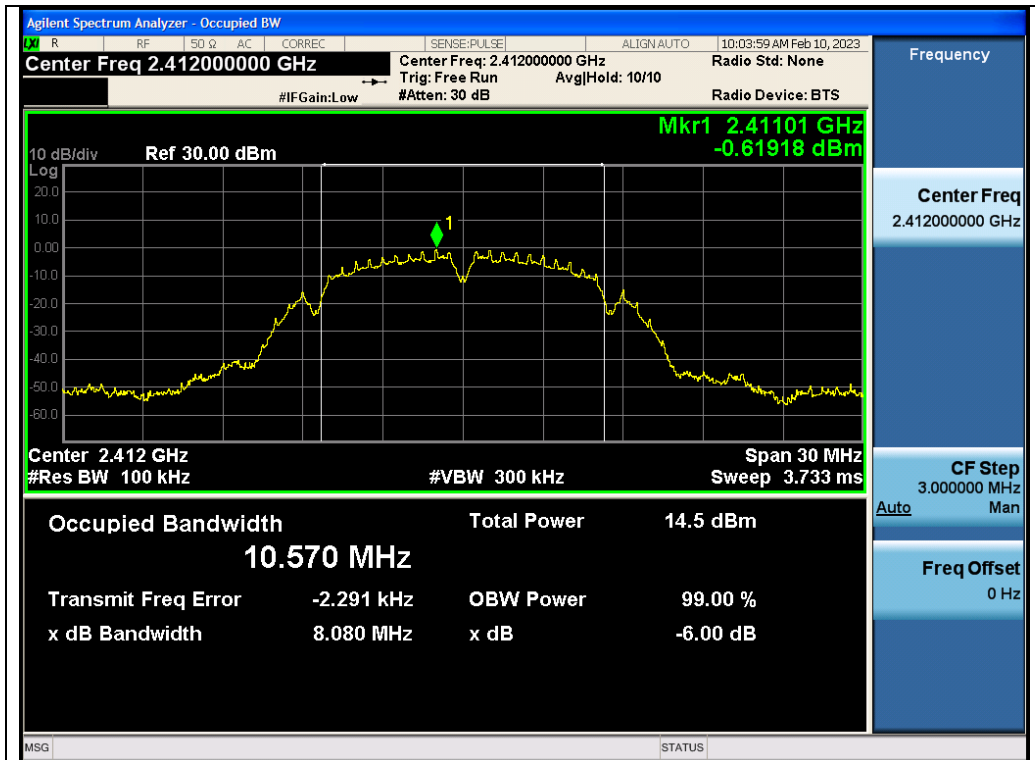 Agilent Spectrum Analyzer - Occupied BW
LXI R RF 50 Ω AC CORREC SENSE:PULSE ALIGN AUTO 10:03:59 AM Feb 10, 2023
Center Freq 2.412000000 GHz
Center Freq: 2.412000000 GHz
Radio Std: None
Trig: Free Run Avg|Hold: 10/10
#IFGain:Low
#Atten: 30 dB
Radio Device: BTS
Mkr1 2.41101 GHz
-0.61918 dBm
10 dB/div Ref 30.00 dBm
Log
20.0
10.0
0.00
-10.0
-20.0
-30.0
-40.0
-50.0
-60.0
1
Center 2.412 GHz
Span 30 MHz
#Res BW 100 kHz
#VBW 300 kHz
Sweep 3.733 ms
Occupied Bandwidth
Total Power 14.5 dBm
10.570 MHz
Transmit Freq Error -2.291 kHz
OBW Power 99.00 %
x dB Bandwidth 8.080 MHz
x dB -6.00 dB
Frequency
Center Freq
2.412000000 GHz
CF Step
3.000000 MHz
Auto Man
Freq Offset
0 Hz
MSG
STATUS